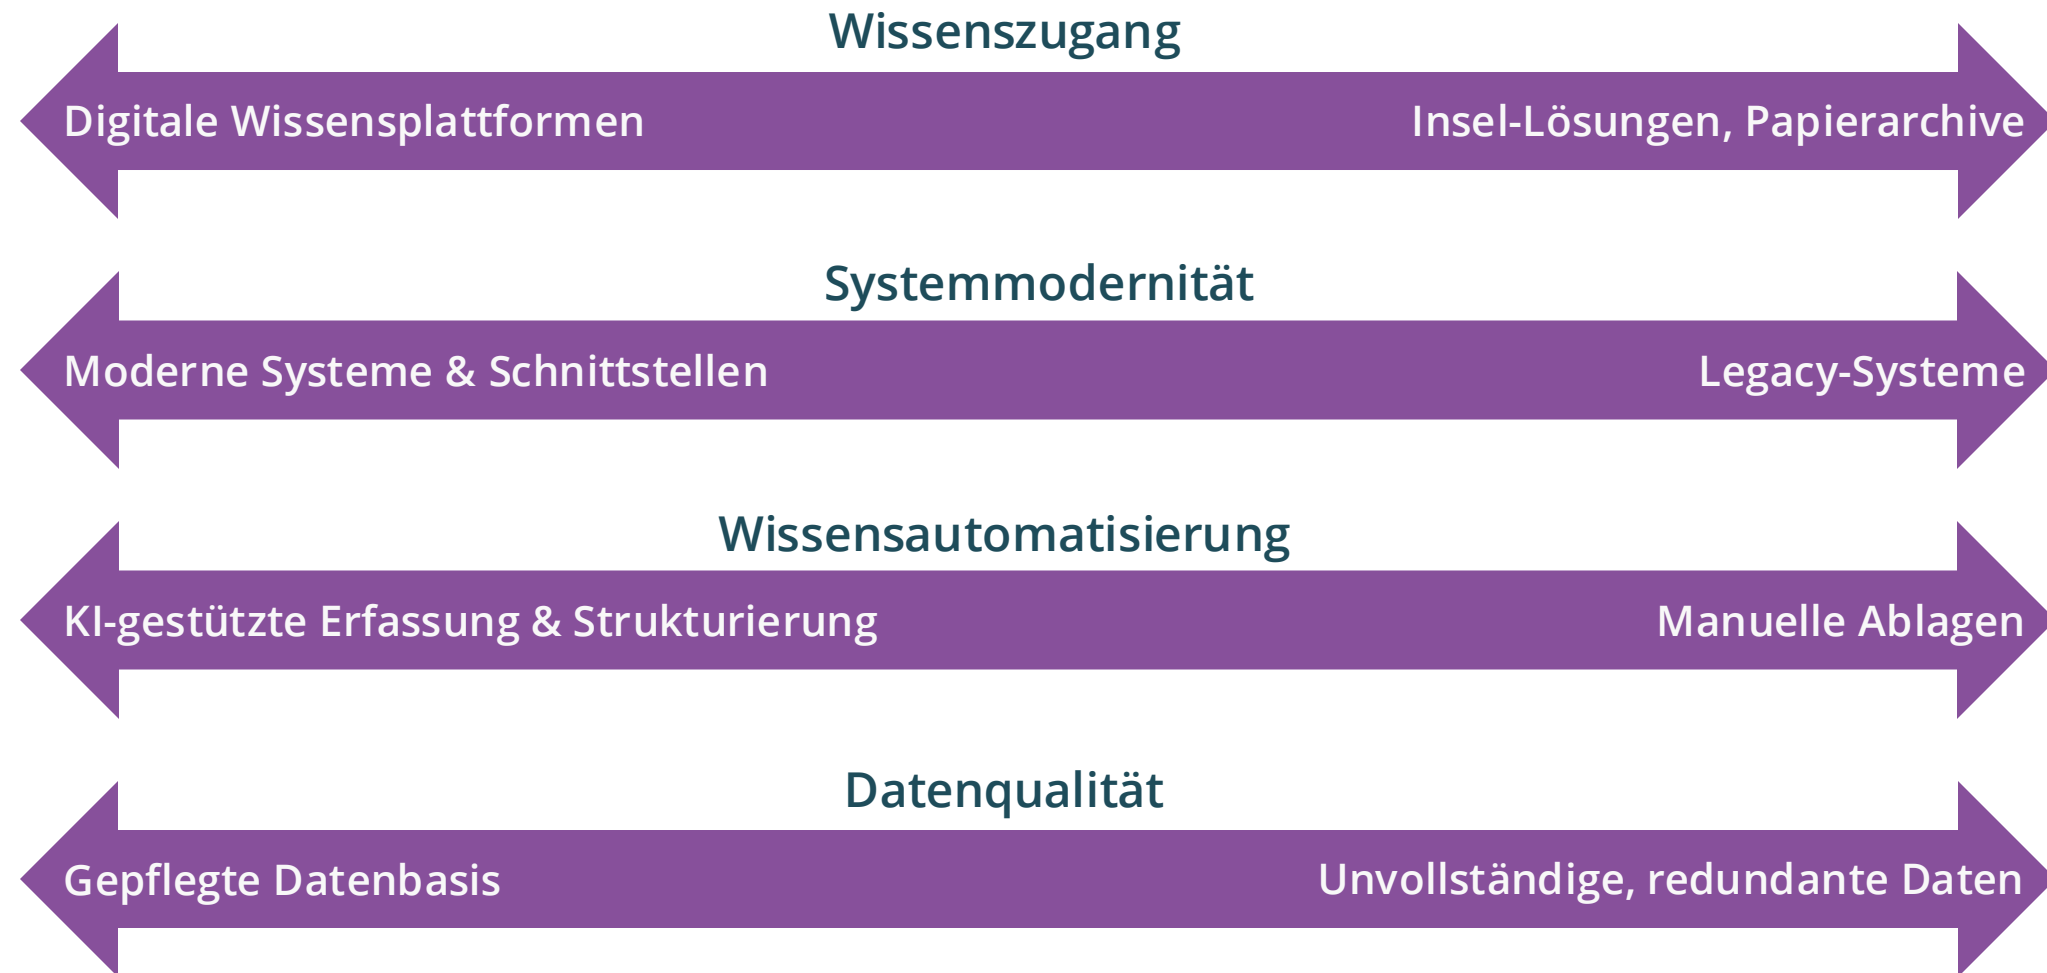 Wissenszugang
Digitale Wissensplattformen
Insel-Lösungen, Papierarchive
Systemmodernität
Moderne Systeme & Schnittstellen
Legacy-Systeme
Wissensautomatisierung
KI-gestützte Erfassung & Strukturierung
Manuelle Ablagen
Datenqualität
Gepflegte Datenbasis
Unvollständige, redundante Daten